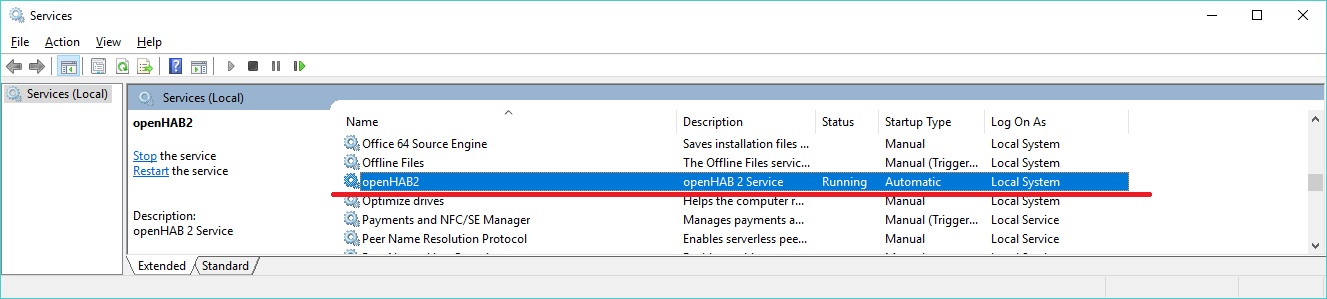 Services
File Action View Help
Services (Local)
Services (Local)
openHAB2
Stop the service
Restart the service
Description:
openHAB 2 Service
Name Description Status Startup Type Log On As
Office 64 Source Engine Saves installation files ... Manual Local System
Offline Files The Offline Files servic... Manual (Trigger... Local System
openHAB2 openHAB 2 Service Running Automatic Local System
Optimize drives Helps the computer r... Manual Local System
Payments and NFC/SE Manager Manages payments a... Manual (Trigger... Local Service
Peer Name Resolution Protocol Enables serverless pee... Manual Local Service
Extended Standard